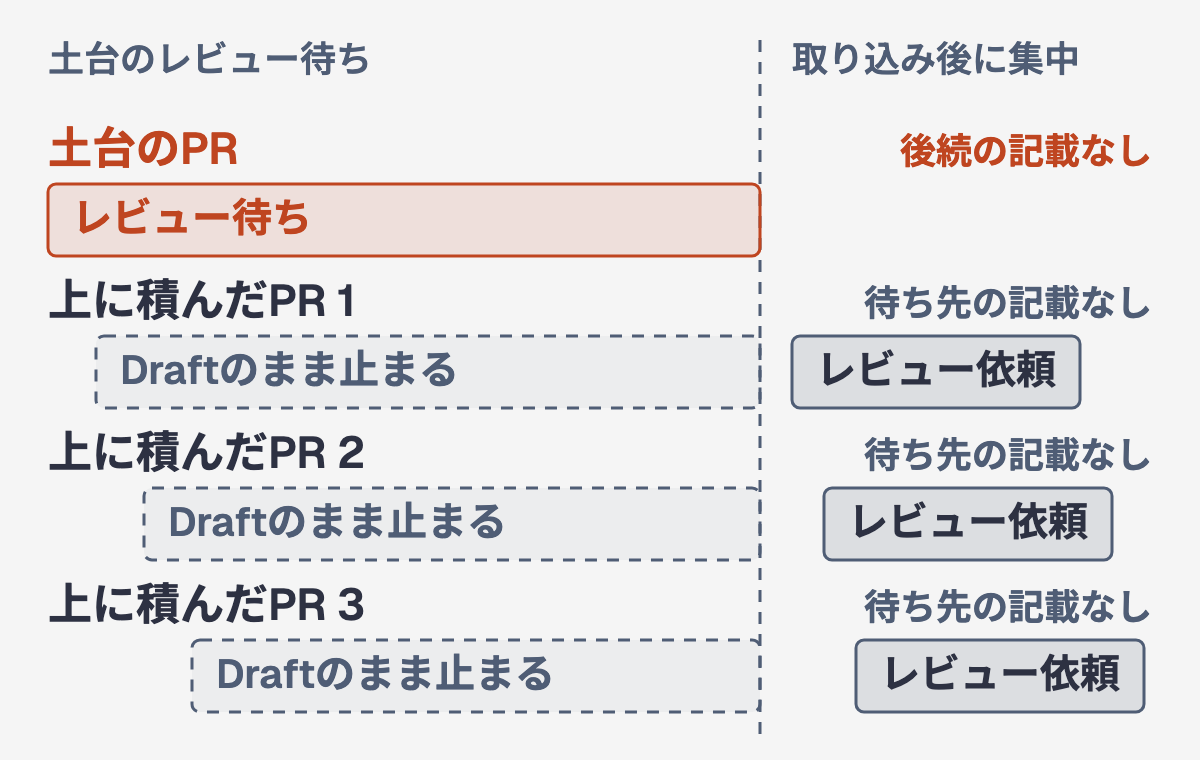 土台のレビュー待ち
取り込み後に集中
土台のPR
後続の記載なし
レビュー待ち
上に積んだPR 1
待ち先の記載なし
Draftのまま止まる
レビュー依頼
上に積んだPR 2
待ち先の記載なし
Draftのまま止まる
レビュー依頼
上に積んだPR 3
待ち先の記載なし
Draftのまま止まる
レビュー依頼